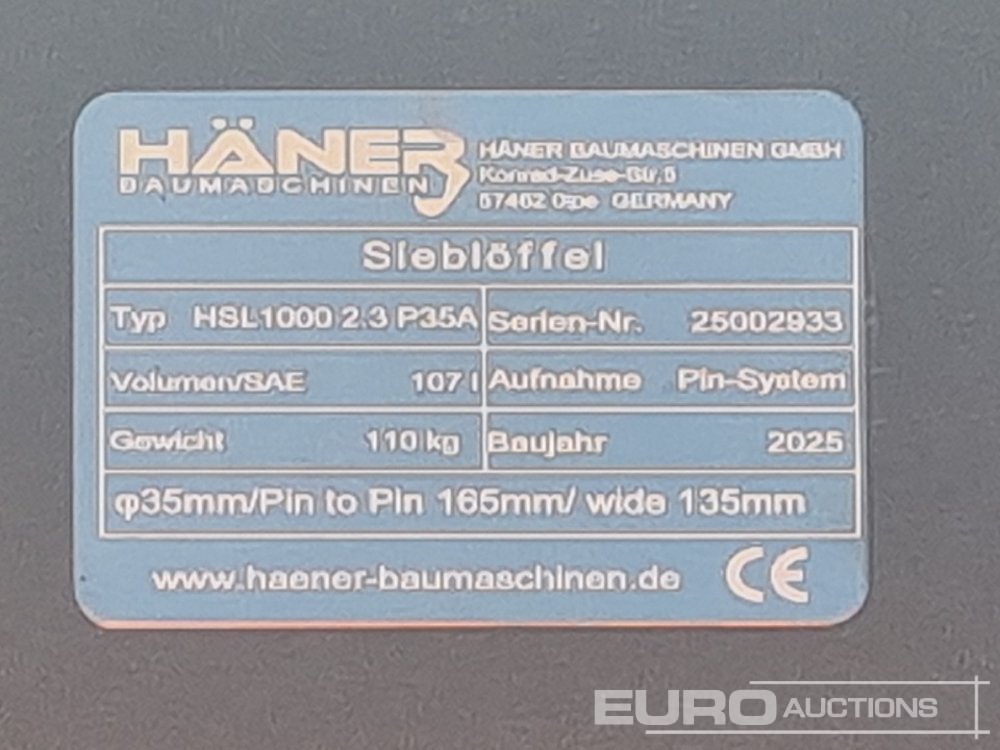 HÄNER
BAUMASCHINEN
HÄNER BAUMASCHINEN GMBH
Konrad-Zuse-Str,
57462 Ope GERMANY
Sieblöffel
Typ HSL1000 2.3 P35A
Serien-Nr. 25002933
Volumen/SAE 107 l
Aufnahme Pin-System
Gewicht 110 kg
Baujahr 2025
φ35mm/Pin to Pin 165mm/ wide 135mm
www.haener-baumaschinen.de
CE
EURO AUCTIONS